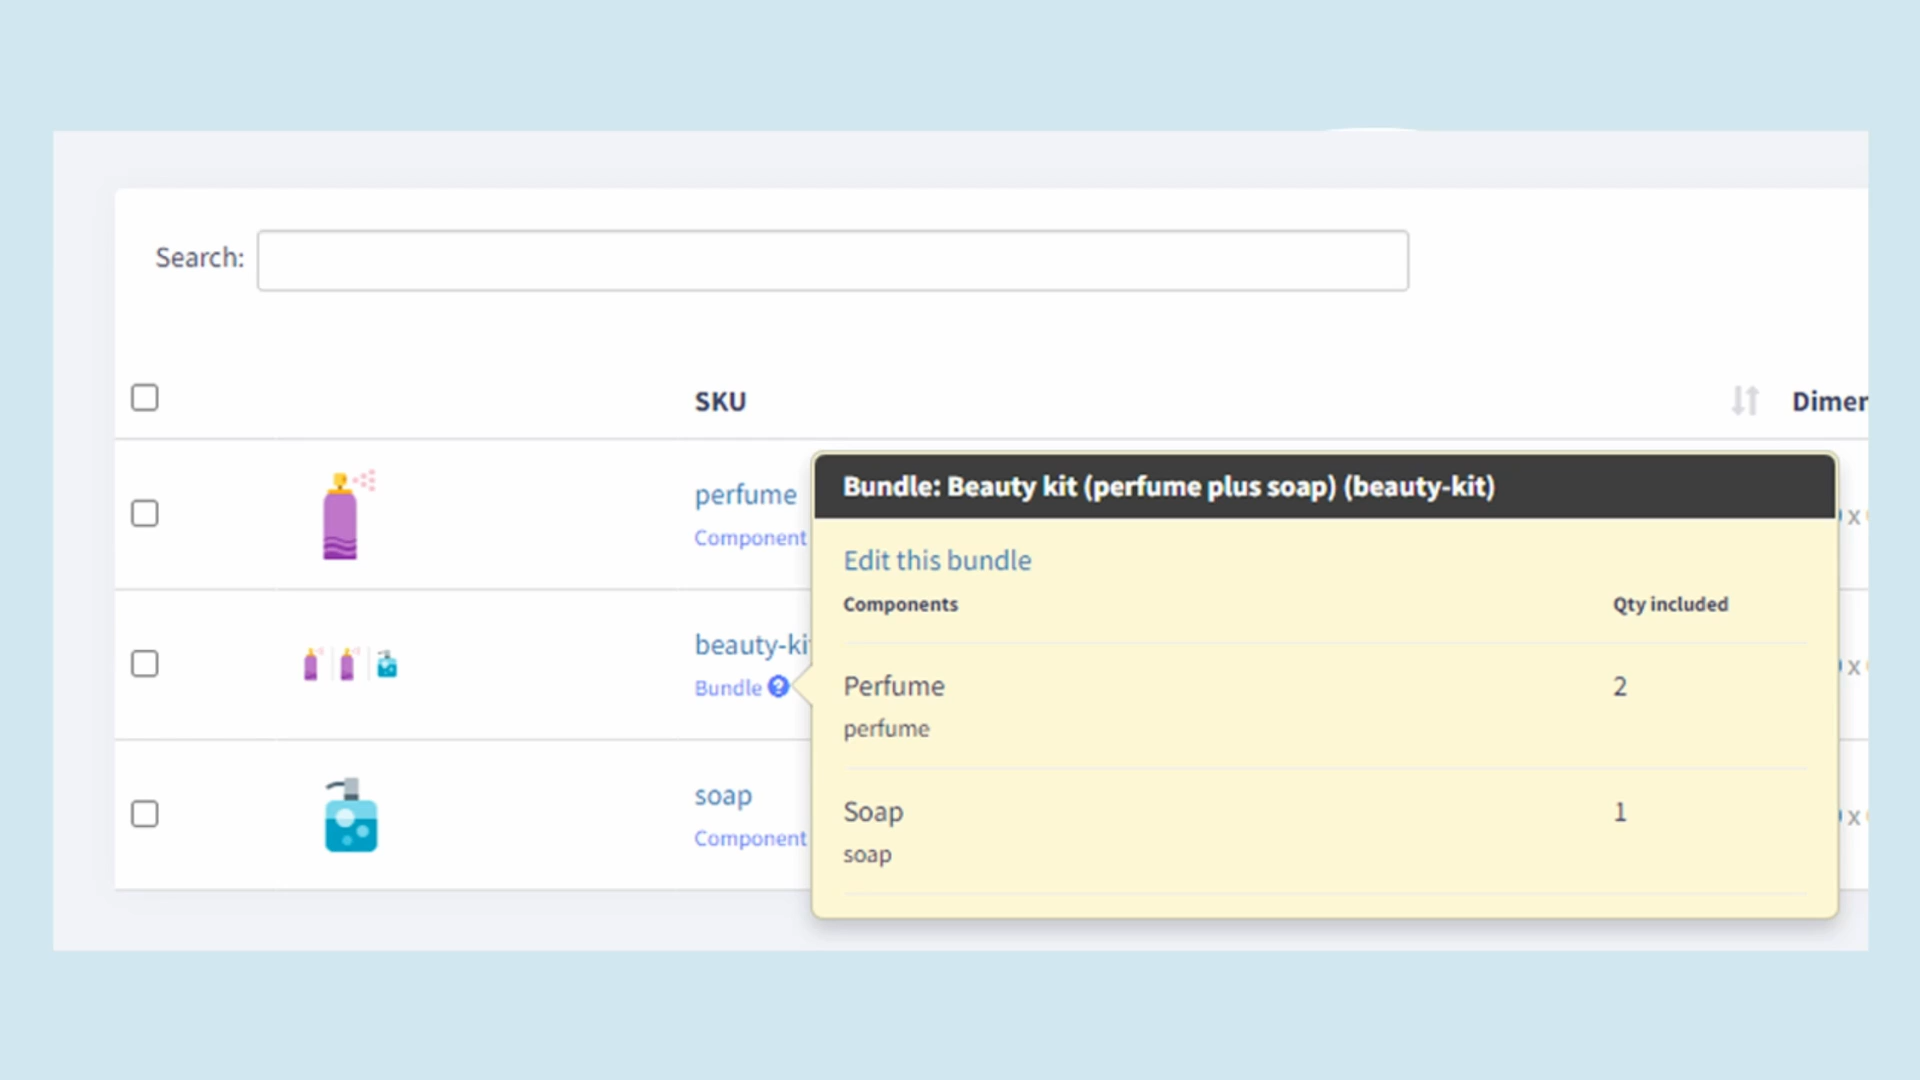 Search:
SKU
Dimer
perfume
Component
beauty-ki
Bundle
soap
Component
Bundle: Beauty kit (perfume plus soap) (beauty-kit)
Edit this bundle
Components Qty included
Perfume 2
perfume
Soap 1
soap
x
x
x